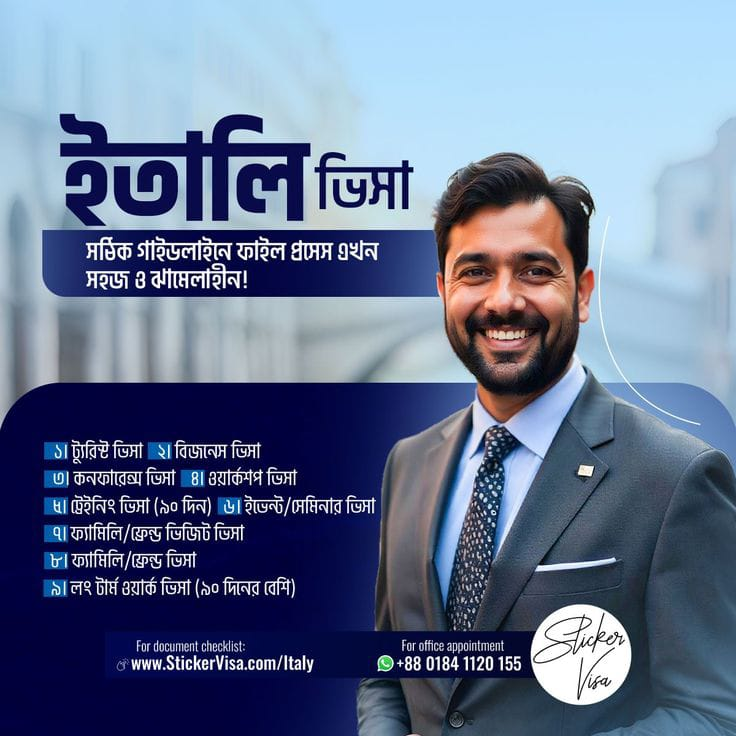 ইতালি ভিসা
সঠিক গাইডলাইনে ফাইল প্রসেস এখন
সহজ ও ঝামেলাহীন!
১। ট্যুরিস্ট ভিসা ২। বিজনেস ভিসা
৩। কনফারেন্স ভিসা ৪। ওয়ার্কশপ ভিসা
৫। ট্রেইনিং ভিসা (৯০ দিন) ৬। ইভেন্ট/সেমিনার ভিসা
৭। ফ্যামিলি/ফ্রেন্ড ভিজিট ভিসা
৮। ফ্যামিলি/ফ্রেন্ড ভিসা
৯। লং টার্ম ওয়ার্ক ভিসা (৯০ দিনের বেশি)
For document checklist:
www.StickerVisa.com/Italy
For office appointment
+88 0184 1120 155
Sticker
Visa